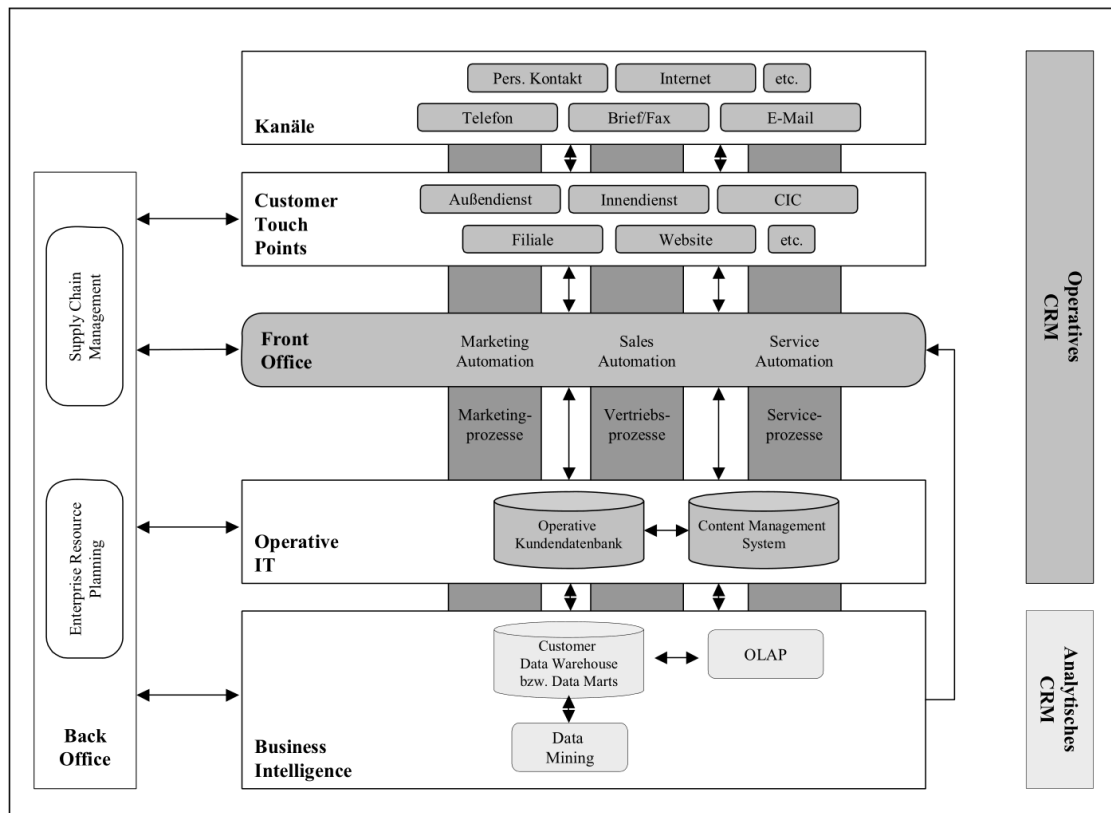 Pers. Kontakt
Internet
etc.
Telefon
Brief/Fax
E-Mail
Kanäle
Customer
Touch
Points
Außendienst
Innendienst
CIC
Filiale
Website
etc.
Front
Office
Marketing
Automation
Sales
Automation
Service
Automation
Marketing-
prozesse
Vertriebs-
prozesse
Service-
prozesse
Operative
IT
Operative
Kundendatenbank
Content Management
System
Customer
Data Warehouse
bzw. Data Marts
OLAP
Data
Mining
Business
Intelligence
Supply Chain
Management
Enterprise Resource
Planning
Back
Office
Operatives
CRM
Analytisches
CRM